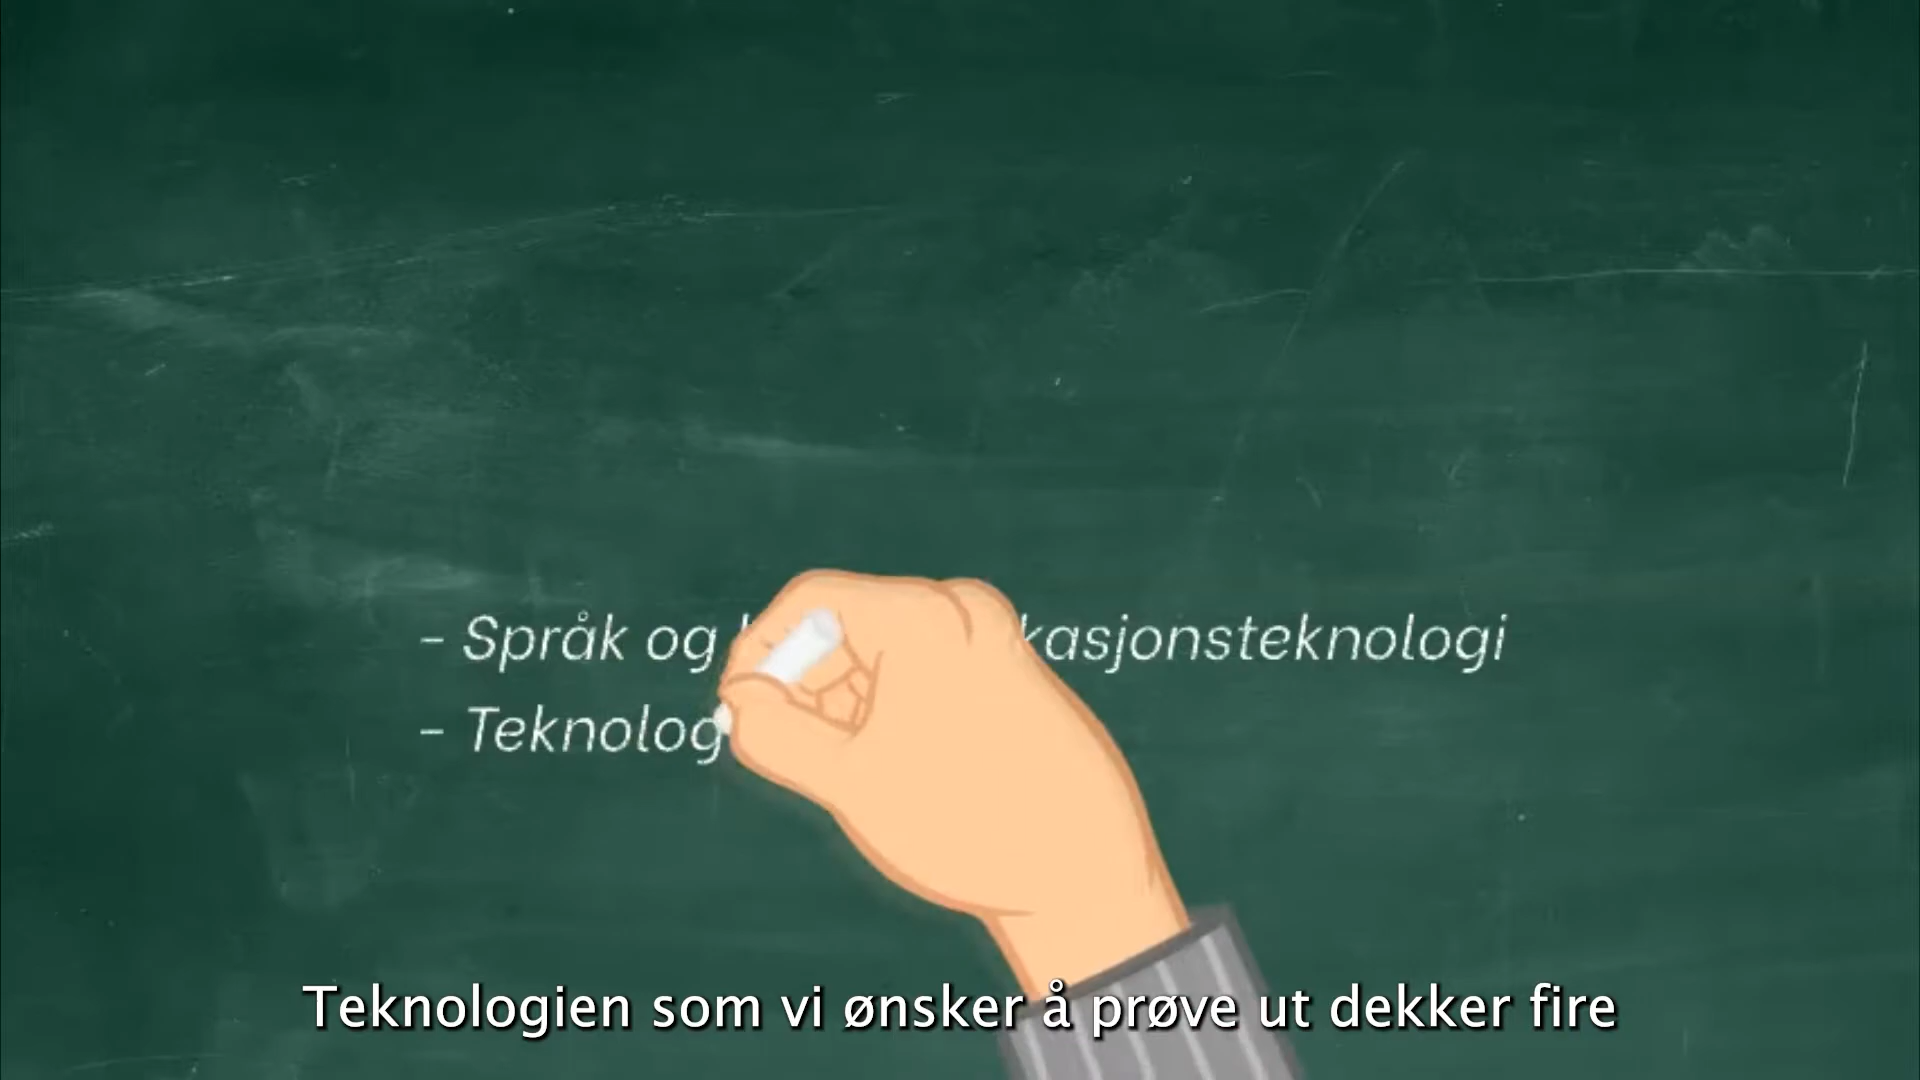 - Språk og kasjonsteknologi
- Teknolog
Teknologien som vi ønsker å prøve ut dekker fire